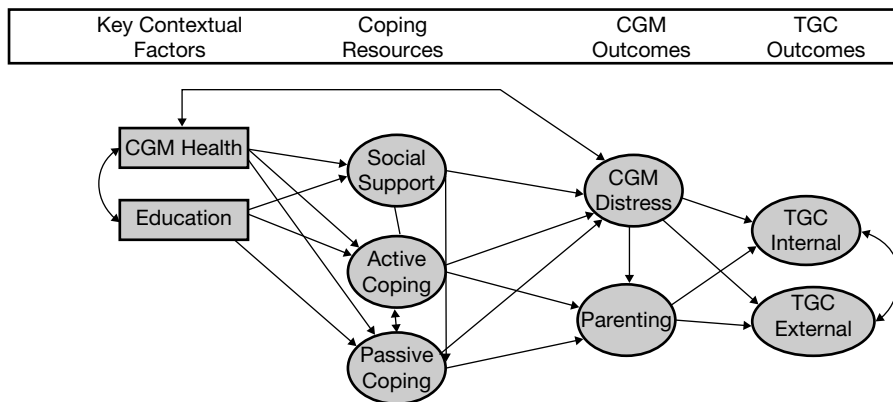 Key Contextual
Factors
Coping
Resources
CGM
Outcomes
TGC
Outcomes
CGM Health
Education
Social
Support
Active
Coping
Passive
Coping
CGM
Distress
Parenting
TGC
Internal
TGC
External